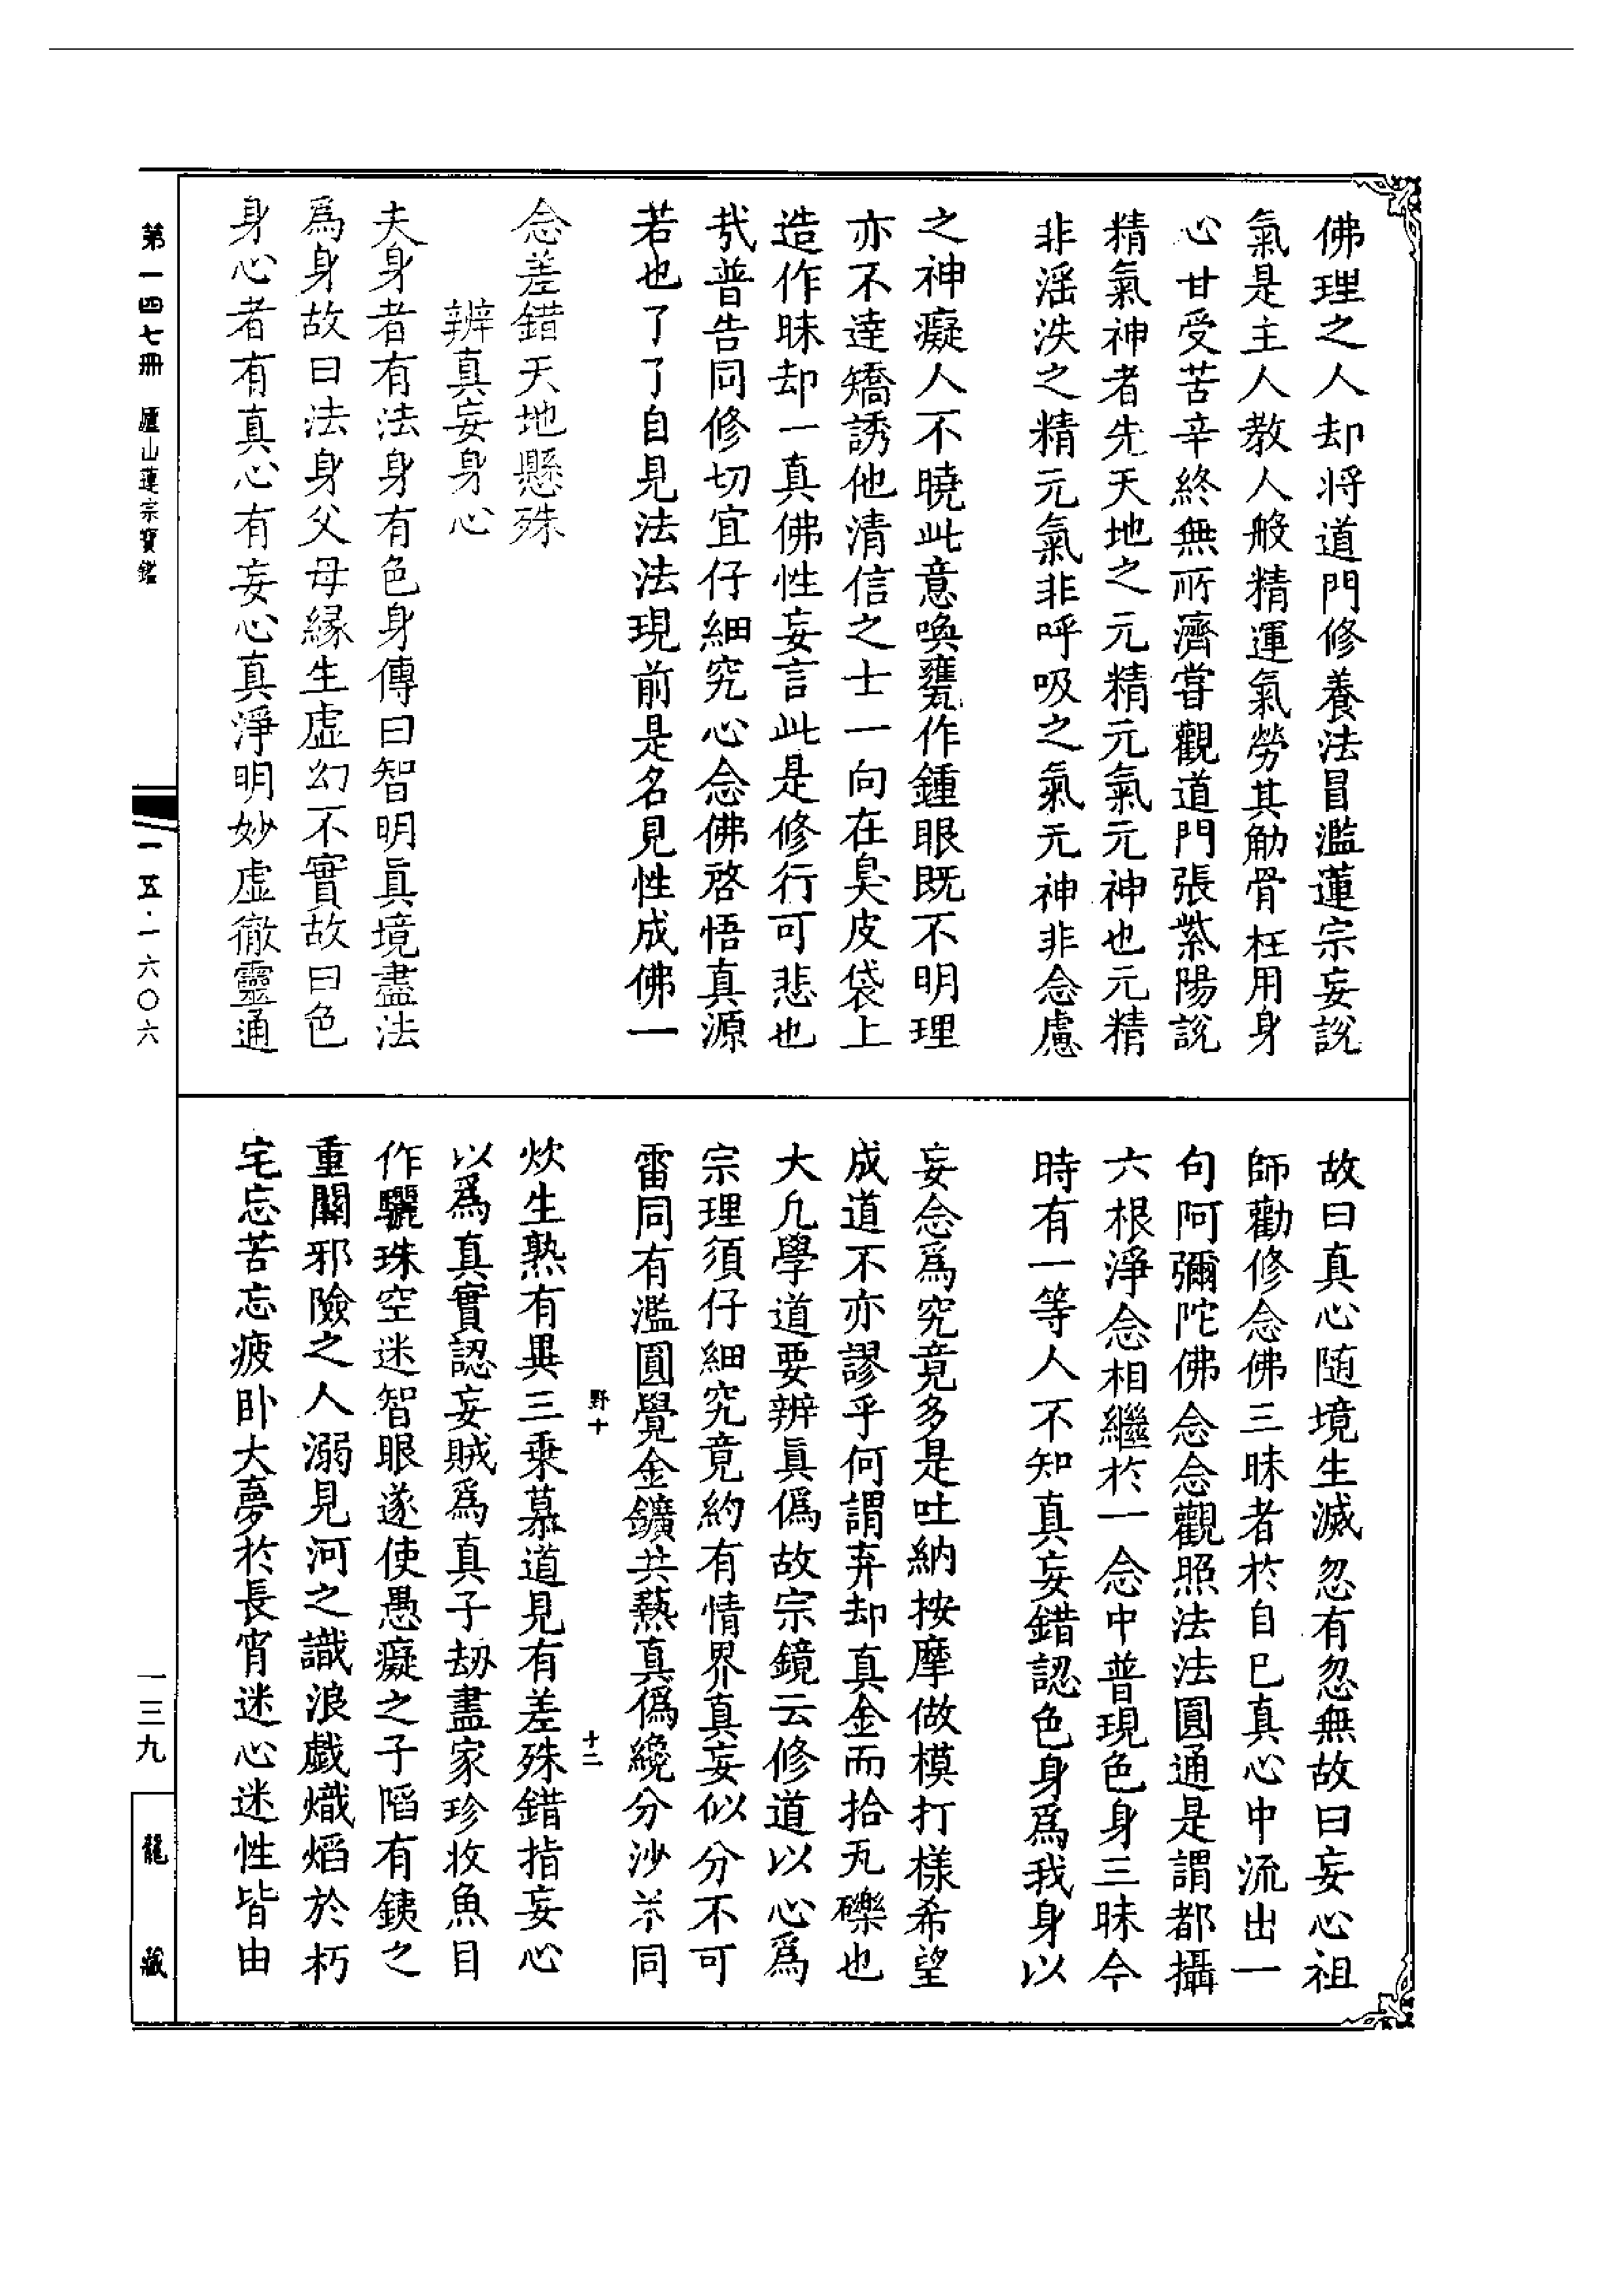 佛理之人却将道門修養法冒濫蓮宗妄説
氣是主人教人般精運氣勞其觔骨枉用身
心甘受苦辛終無所濟嘗觀道門張紫陽説
精氣神者先天地之元精元氣元神也元精
非滛泆之精元氣非呼吸之氣元神非念慮
之神癡人不曉此意喚甕作鍾眼既不明理
亦不達矯誘他清信之士一向在臭皮袋上
造作昧却一真佛性妄言此是修行可悲也
哉普告同修切宜仔細究心念佛啓悟真源
若也了了自見法法現前是名見性成佛一
念差錯天地懸殊
辨真妄身心
夫身者有法身有色身傳曰智明真境盡法
爲身故曰法身父母緣生虛幻不實故曰色
身心者有真心有妄心真淨明妙虛徹靈通
故曰真心随境生滅忽有忽無故曰妄心祖
師勸修念佛三昧者於自己真心中流出一
句阿彌陀佛念念觀照法法圓通是謂都攝
六根淨念相繼於一念中普現色身三昧今
時有一等人不知真妄錯認色身爲我身以
妄念爲究竟多是吐納按摩做模打樣希望
成道不亦謬乎何謂弃却真金而拾瓦礫也
大凡學道要辨眞僞故宗鏡云修道以心爲
宗理須仔細究竟約有情界真妄似分不可
雷同有濫圓覺金鑛共爇真僞纔分沙米同
炊生熟有異三乘慕道見有差殊錯指妄心
以爲真實認妄賊爲真子刼盡家珍收魚目
作驪珠空迷智眼遂使愚癡之子䧟有銕之
重關邪險之人溺見河之識浪戲熾熖於朽
宅忘苦忘疲卧大夢於長宵迷心迷性皆由
野十
十二
第一四七冊 廬山蓮宗寶鑑
一五·一六〇六
一三九
龍藏